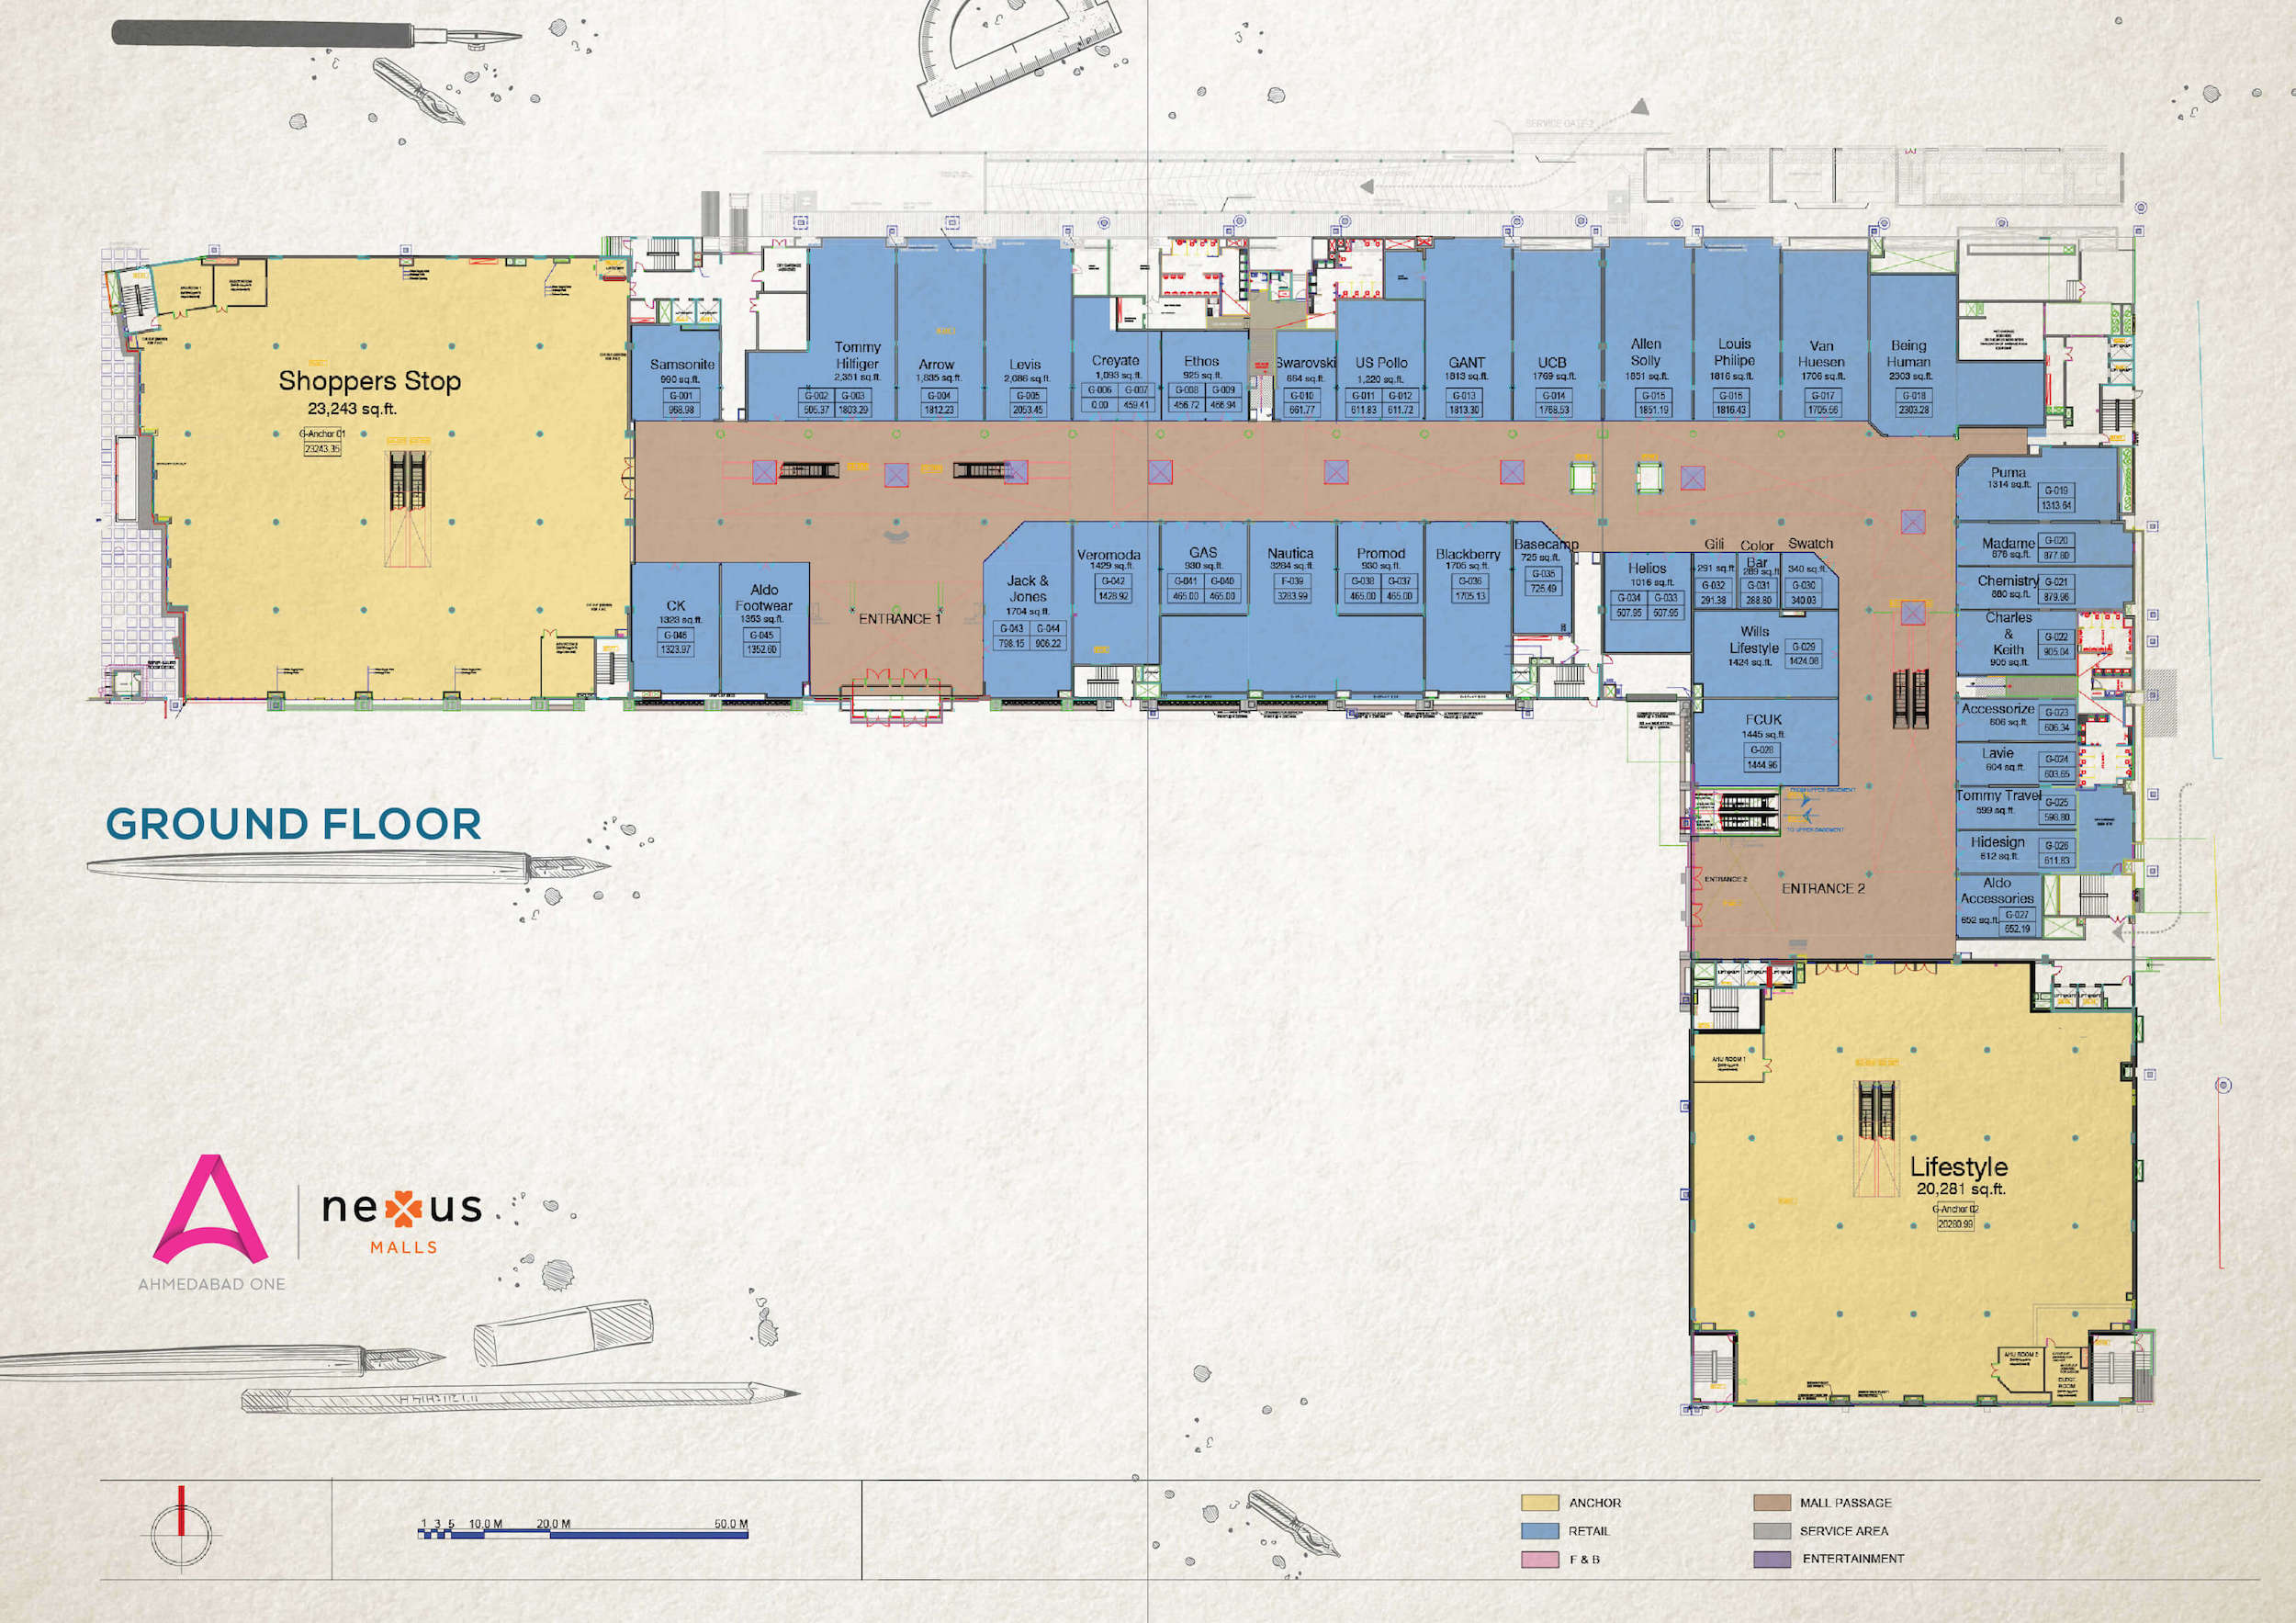 SERVICE GATE-2
Samsonite
990 sq.ft.
G-001
968.98
Tommy
Hilfiger
2,351 sq.ft.
G-002 G-003
505.37 1803.29
Arrow
1,835 sq.ft.
G-004
1812.23
Levis
2,086 sq.ft.
G-005
2053.45
Creyate
1,093 sq.ft.
G-006 G-007
0.00 459.41
Ethos
925 sq.ft.
G-008 G-009
456.72 466.94
Swarovski
664 sq.ft.
G-010
661.77
US Pollo
1,220 sq.ft.
G-011 G-012
611.83 611.72
GANT
1813 sq.ft.
G-013
1813.30
UCB
1769 sq.ft.
G-014
1768.53
Allen
Solly
1851 sq.ft.
G-015
1851.19
Louis
Philipe
1816 sq.ft.
G-016
1816.43
Van
Huesen
1706 sq.ft.
G-017
1705.56
Being
Human
2303 sq.ft.
G-018
2303.28
Shoppers Stop
23,243 sq.ft.
G-Anchor 01
23243.35
Puma
1314 sq.ft.
G-019
1313.64
Madame
878 sq.ft.
G-020
877.80
Chemistry
880 sq.ft.
G-021
879.96
Charles
&
Keith
905 sq.ft.
G-022
905.04
Accessorize
606 sq.ft.
G-023
606.34
Lavie
604 sq.ft.
G-024
603.65
Tommy Travel
599 sq.ft.
G-025
598.80
Hidesign
612 sq.ft.
G-026
611.83
Aldo
Accessories
652 sq.ft.
G-027
652.19
CK
1323 sq.ft.
G-046
1323.97
Aldo
Footwear
1353 sq.ft.
G-045
1352.60
ENTRANCE 1
Jack &
Jones
1704 sq.ft.
G-043 G-044
798.15 906.22
Veromoda
1429 sq.ft.
G-042
1428.92
GAS
930 sq.ft.
G-041 G-040
465.00 465.00
Nautica
3284 sq.ft.
F-039
3283.99
Promod
930 sq.ft.
G-038 G-037
465.00 465.00
Blackberry
1705 sq.ft.
G-036
1705.13
Basecamp
725 sq.ft.
G-035
725.49
Helios
1016 sq.ft.
G-034 G-033
507.95 507.95
Gili
291 sq.ft.
G-032
291.38
Color
Bar
289 sq.ft.
G-031
288.80
Swatch
340 sq.ft.
G-030
340.03
Wills
Lifestyle
1424 sq.ft.
G-029
1424.08
FCUK
1445 sq.ft.
G-028
1444.96
TO UPPER BASEMENT
ENTRANCE 2
ENTRANCE 2
GROUND FLOOR
AHU ROOM 1
Lifestyle
20,281 sq.ft.
G-Anchor 02
20280.99
AHU ROOM 2
nexus
MALLS
AHMEDABAD ONE
1 3 5 10.0 M 20.0 M 50.0 M
ANCHOR
RETAIL
F & B
MALL PASSAGE
SERVICE AREA
ENTERTAINMENT